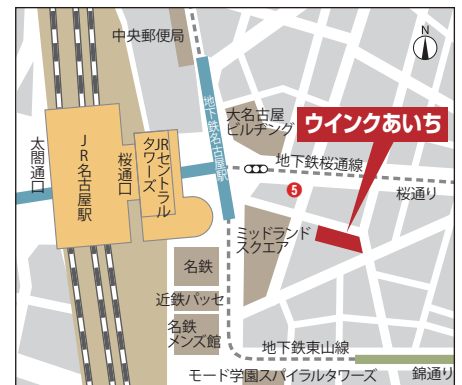 中央郵便局
N
地下鉄名古屋駅
大名古屋
ビルヂング
ウインクあいち
太閤通口
JR名古屋駅
桜通口
JRセントラル
タワーズ
地下鉄桜通線
5
桜通り
ミッドランド
スクエア
名鉄
近鉄パッセ
名鉄
メンズ館
地下鉄東山線
モード学園スパイラルタワーズ
錦通り